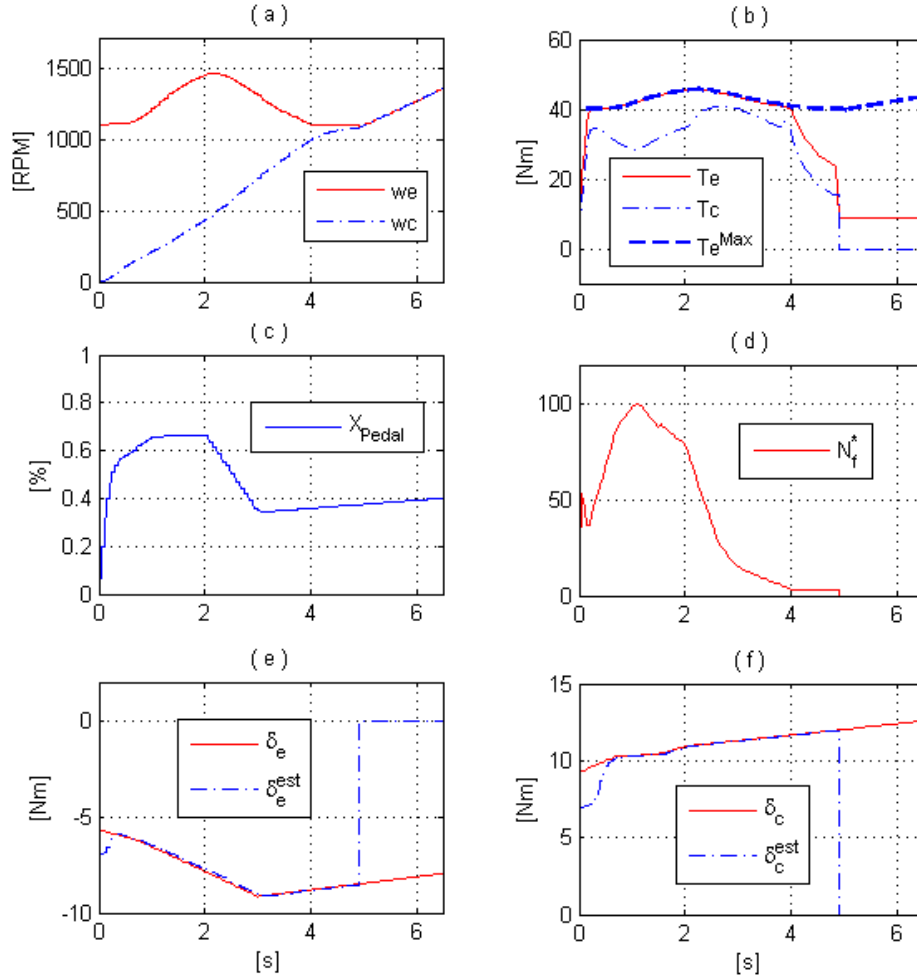 ( a )
1500
1000
500
0
[RPM]
we
wc
0 2 4 6
( b )
60
40
20
0
[Nm]
Te
Tc
Te^Max
0 2 4 6
( c )
1
0.8
0.6
0.4
0.2
0
[%]
X_Pedal
0 2 4 6
( d )
100
50
0
N_f^*
0 2 4 6
( e )
0
-5
-10
[Nm]
δ_e
δ_e^est
0 2 4 6
[s]
( f )
15
10
5
0
[Nm]
δ_c
δ_c^est
0 2 4 6
[s]